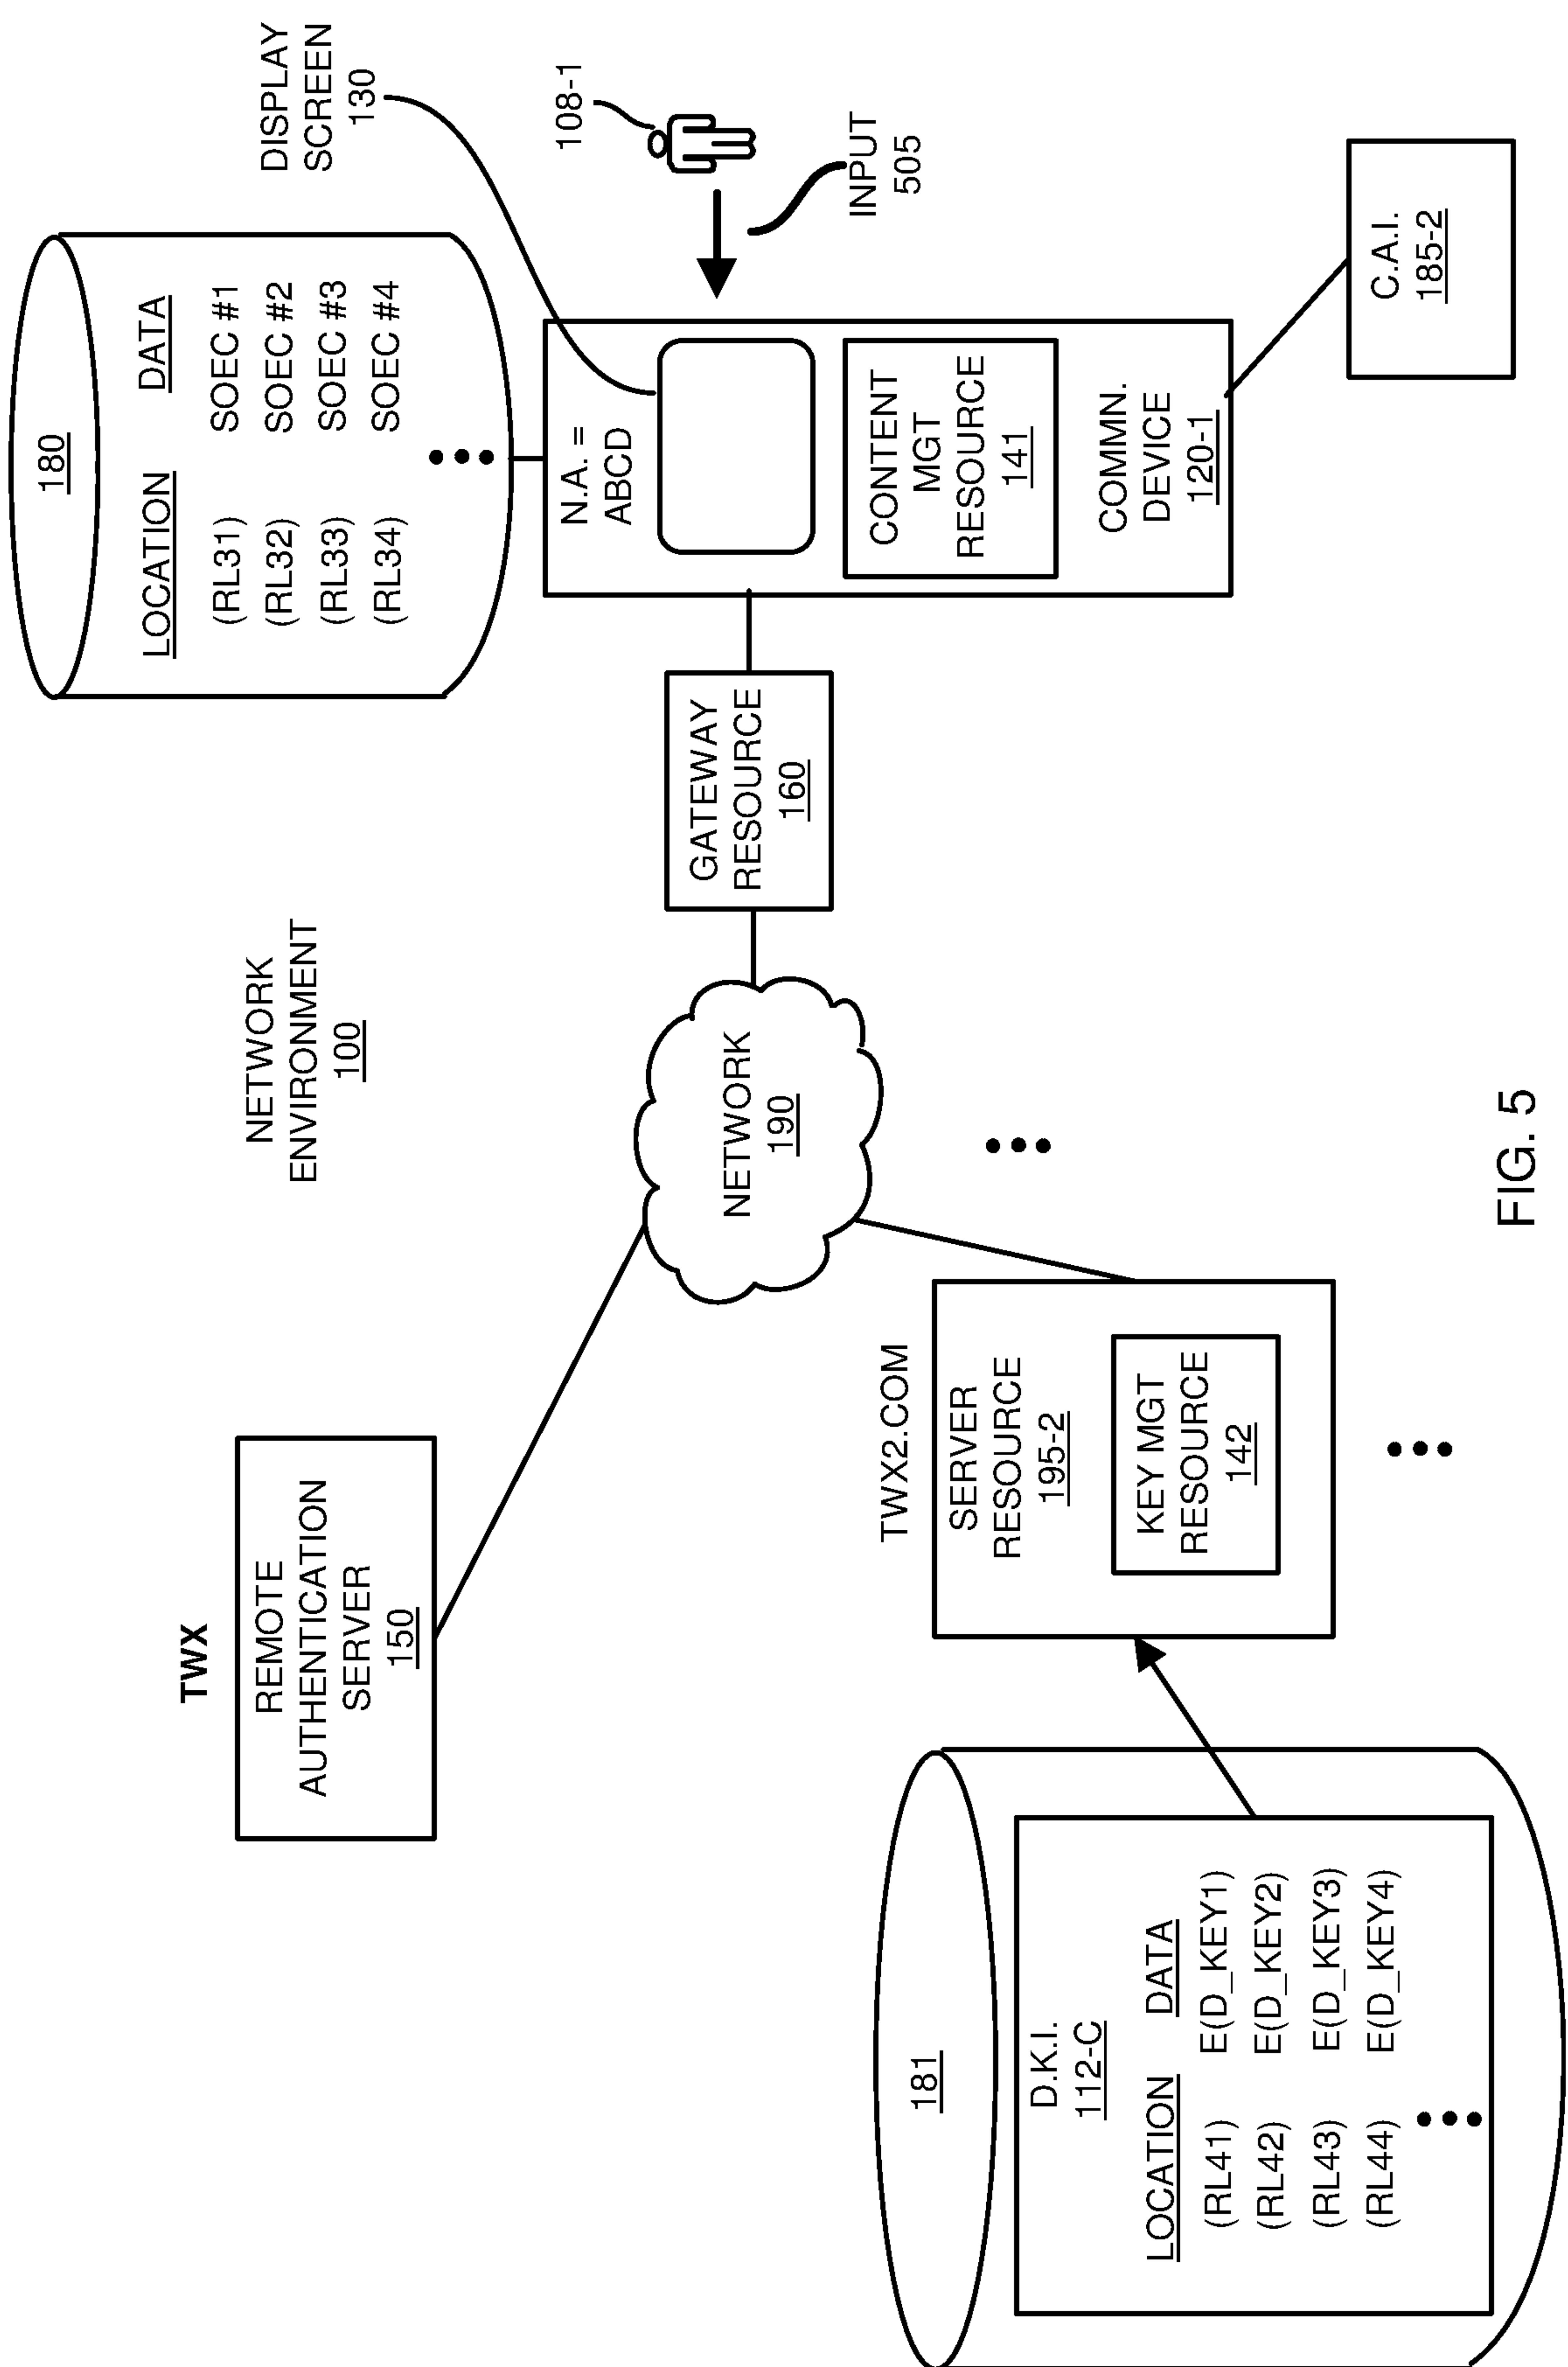 NETWORK
ENVIRONMENT
100
TWX
REMOTE
AUTHENTICATION
SERVER
150
180
LOCATION DATA
(RL31) SOEC #1
(RL32) SOEC #2
(RL33) SOEC #3
(RL34) SOEC #4
DISPLAY
SCREEN
130
108-1
INPUT
505
N.A. =
ABCD
CONTENT
MGT
RESOURCE
141
COMMN.
DEVICE
120-1
GATEWAY
RESOURCE
160
NETWORK
190
C.A.I.
185-2
TWX2.COM
SERVER
RESOURCE
195-2
KEY MGT
RESOURCE
142
181
D.K.I.
112-C
LOCATION DATA
(RL41) E(D_KEY1)
(RL42) E(D_KEY2)
(RL43) E(D_KEY3)
(RL44) E(D_KEY4)
FIG. 5